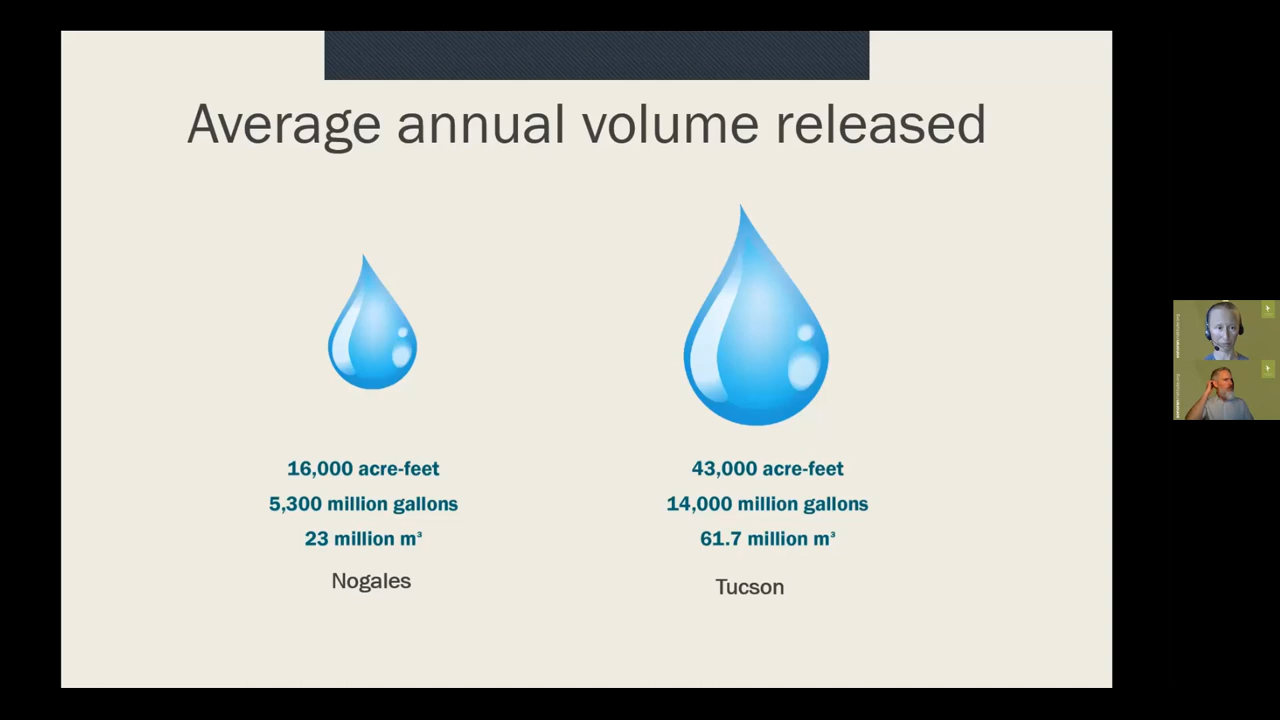 Average annual volume released
16,000 acre-feet
5,300 million gallons
23 million m³
Nogales
43,000 acre-feet
14,000 million gallons
61.7 million m³
Tucson